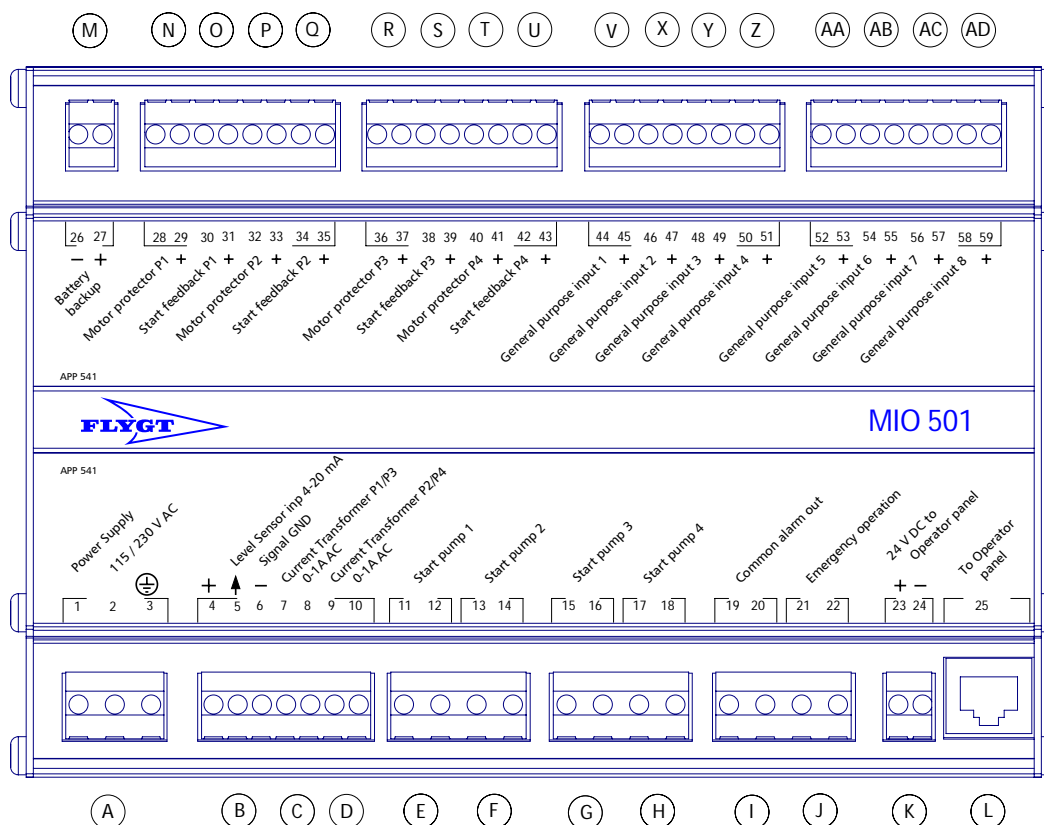 M N O P Q R S T U V X Y Z AA AB AC AD
26 27 28 29 30 31 32 33 34 35 36 37 38 39 40 41 42 43 44 45 46 47 48 49 50 51 52 53 54 55 56 57 58 59
− + + + + + + + + + + + + + + + + +
Battery
backup
Motor protector P1
Start feedback P1
Motor protector P2
Start feedback P2
Motor protector P3
Start feedback P3
Motor protector P4
Start feedback P4
General purpose input 1
General purpose input 2
General purpose input 3
General purpose input 4
General purpose input 5
General purpose input 6
General purpose input 7
General purpose input 8
APP 541
FLYGT
MIO 501
APP 541
Power Supply
115 / 230 V AC
Level Sensor inp 4-20 mA
Signal GND
Current Transformer P1/P3
0-1A AC
Current Transformer P2/P4
0-1A AC
Start pump 1
Start pump 2
Start pump 3
Start pump 4
Common alarm out
Emergency operation
24 V DC to
Operator panel
To Operator
panel
+ − + −
1 2 3 4 5 6 7 8 9 10 11 12 13 14 15 16 17 18 19 20 21 22 23 24 25
A B C D E F G H I J K L